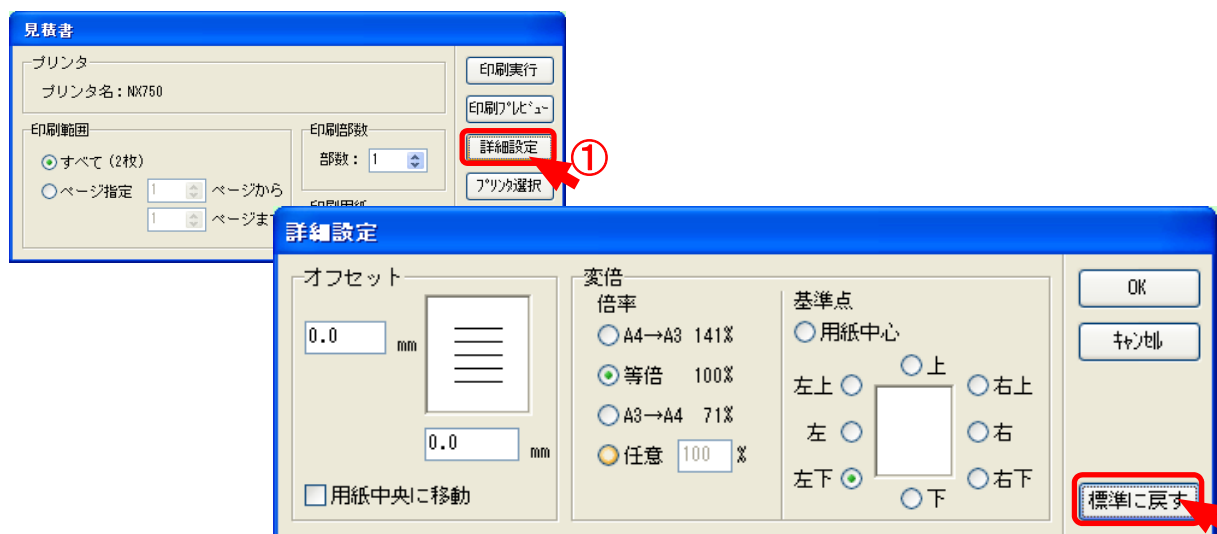 見積書
プリンタ
プリンタ名：NX750
印刷範囲
すべて (2枚)
ページ指定 1 ページから
1
印刷部数
部数： 1
印刷実行
印刷ﾌﾟﾚﾋﾞｭｰ
詳細設定
ﾌﾟﾘﾝﾀ選択
①
詳細設定
オフセット
0.0 mm
0.0 mm
用紙中央に移動
変倍
倍率
A4→A3 141%
等倍 100%
A3→A4 71%
任意 100 %
基準点
用紙中心
上
左上
右上
左
右
左下
右下
下
OK
ｷｬﾝｾﾙ
標準に戻す